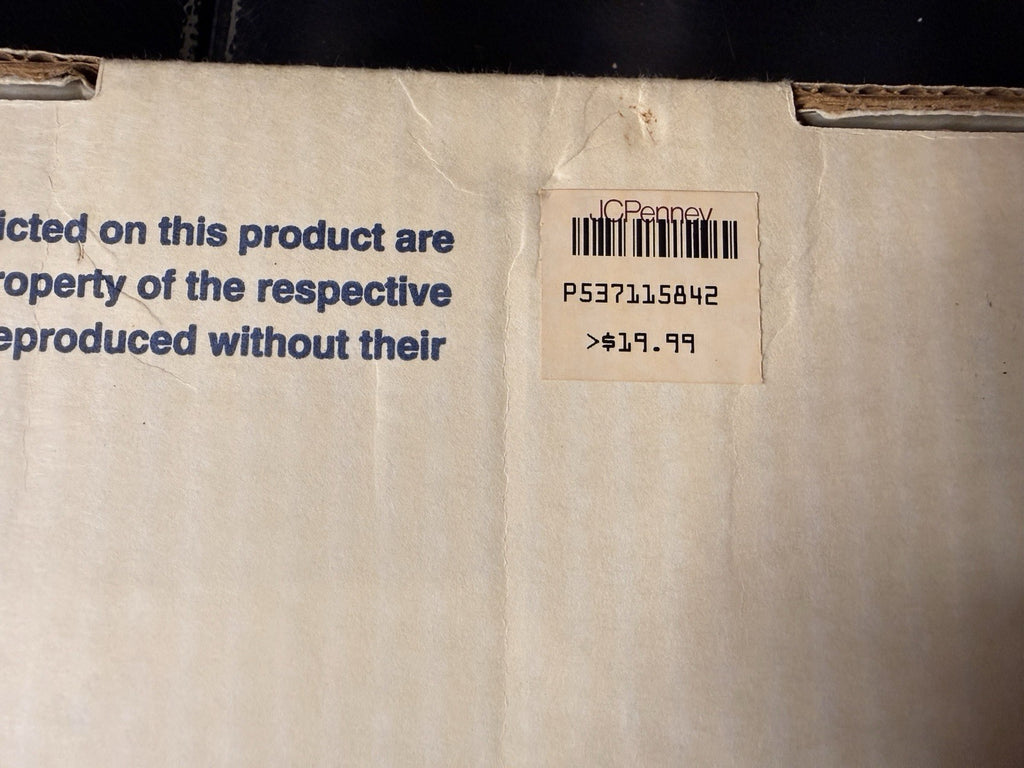 icted on this product are
roperty of the respective
eproduced without their
JCPenney
P537115842
>$19.99